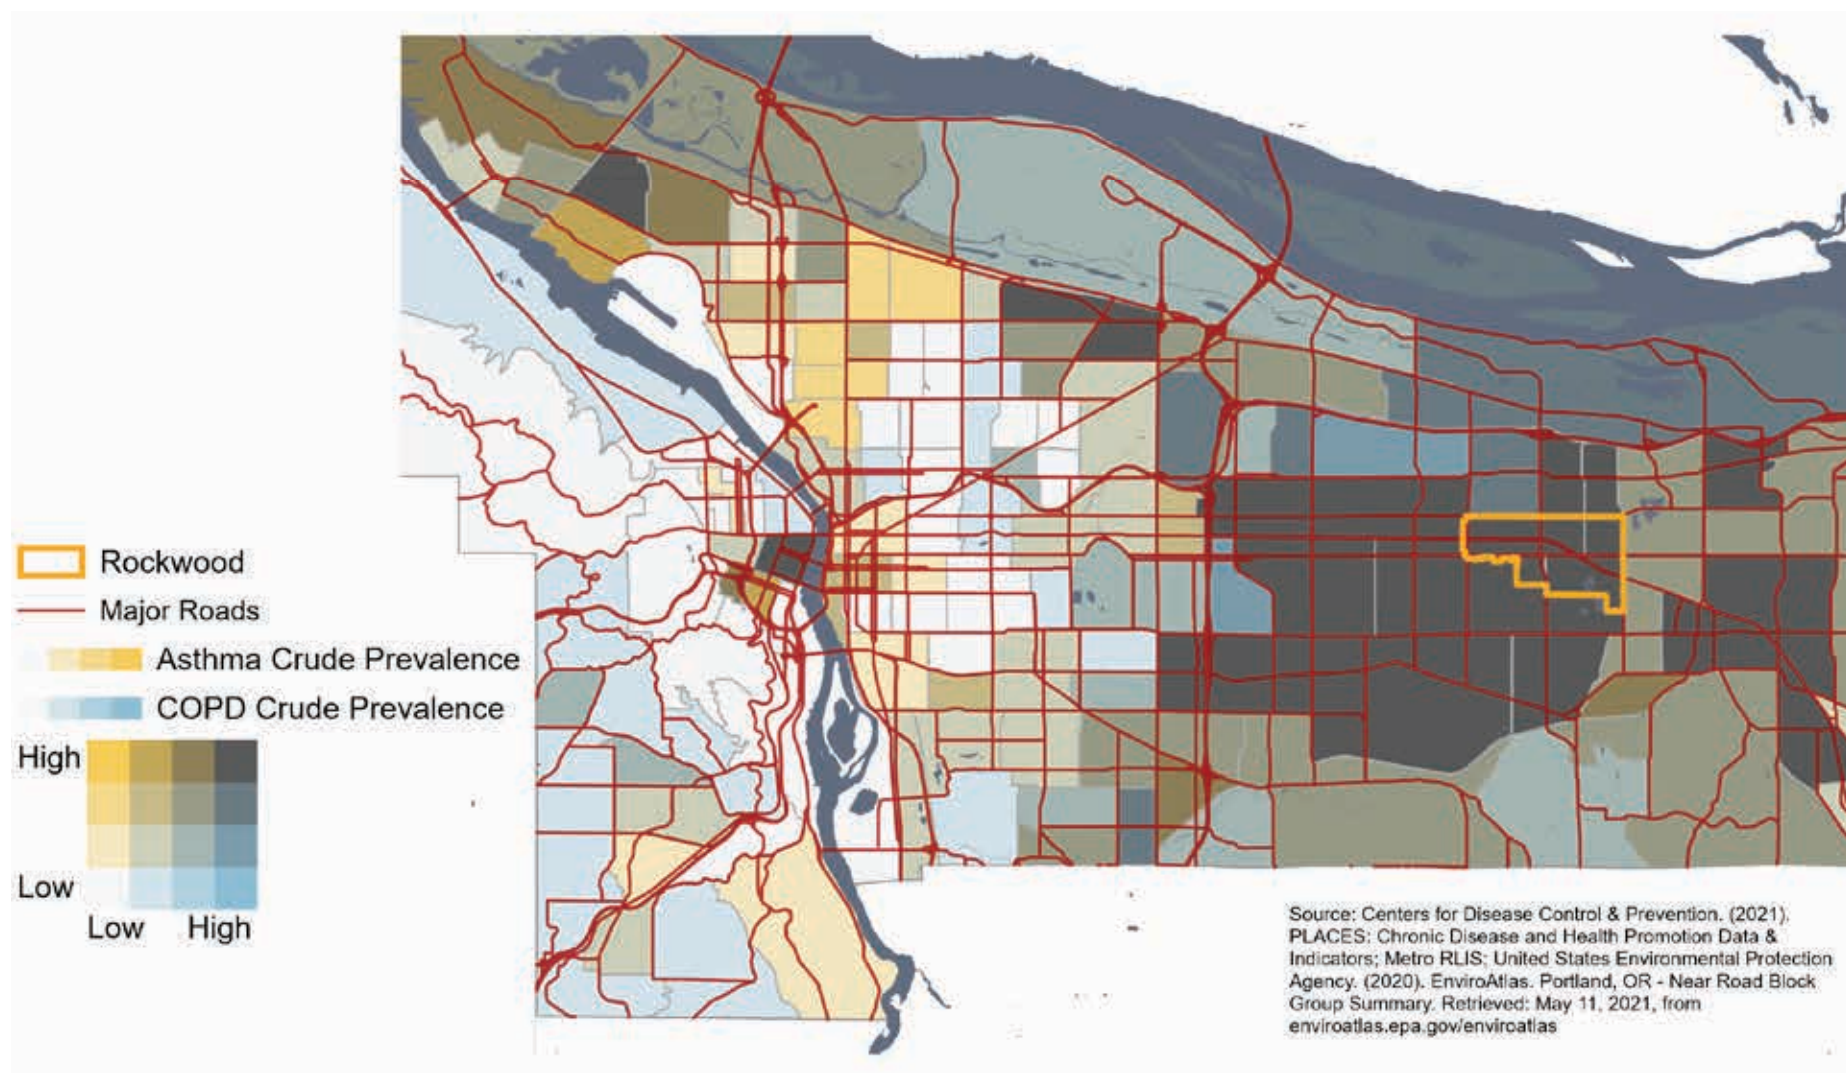 Rockwood
Major Roads
Asthma Crude Prevalence
COPD Crude Prevalence
High
Low
Low High
Source: Centers for Disease Control & Prevention. (2021).
PLACES: Chronic Disease and Health Promotion Data &
Indicators; Metro RLIS; United States Environmental Protection
Agency. (2020). EnviroAtlas. Portland, OR - Near Road Block
Group Summary. Retrieved: May 11, 2021, from
enviroatlas.epa.gov/enviroatlas